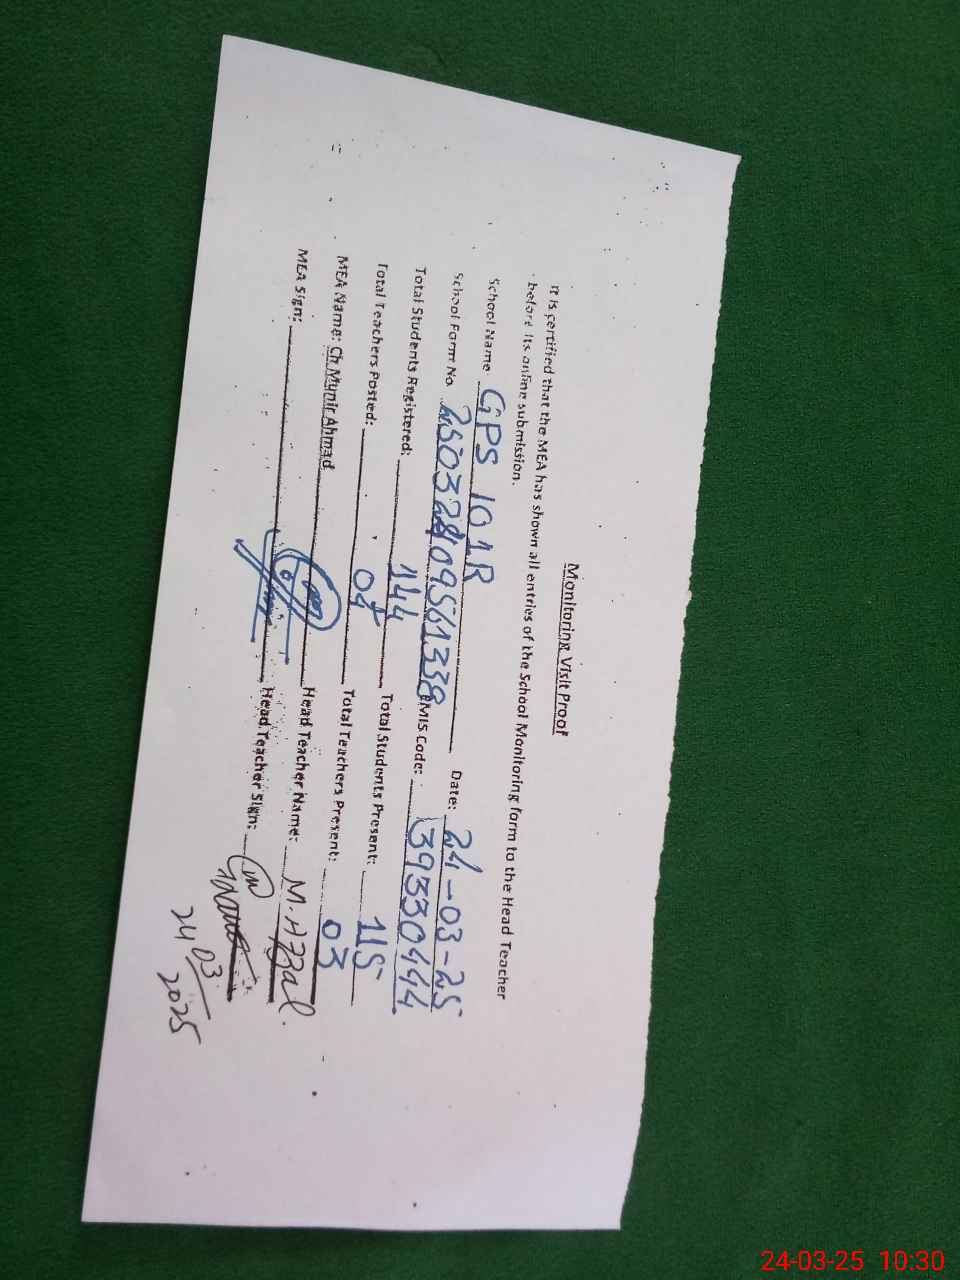 Monitoring Visit Proof
It is certified that the MEA has shown all entries of the School Monitoring form to the Head Teacher
before its online submission.
School Name GPS 101R Date: 24-03-25
School Form No. EMIS Code: 39330444
Total Students Registered: 144 Total Students Present: 115
Total Teachers Posted: 04 Total Teachers Present: 03
MEA Name: Ch Munir Ahmad Head Teacher Name: M. Afzal.
MEA Sign: Head Teacher Sign:
24 03
2025
24-03-25 10:30